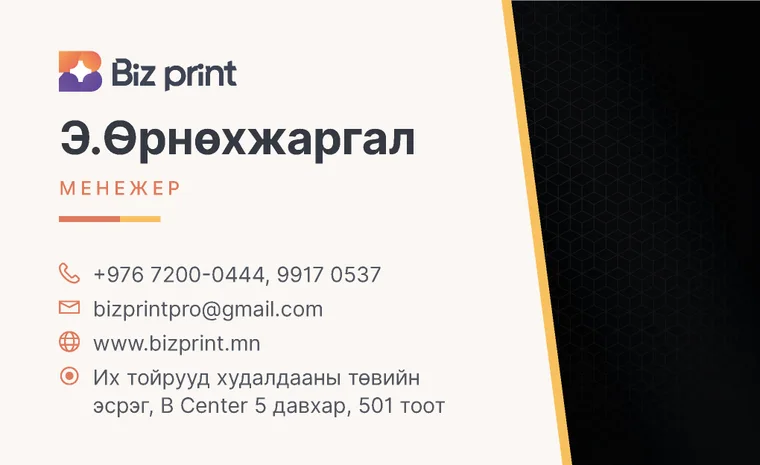 Biz print
Э.Өрнөхжаргал
МЕНЕЖЕР
+976 7200-0444, 9917 0537
bizprintpro@gmail.com
www.bizprint.mn
Их тойрууд худалдааны төвийн
эсрэг, B Center 5 давхар, 501 тоот